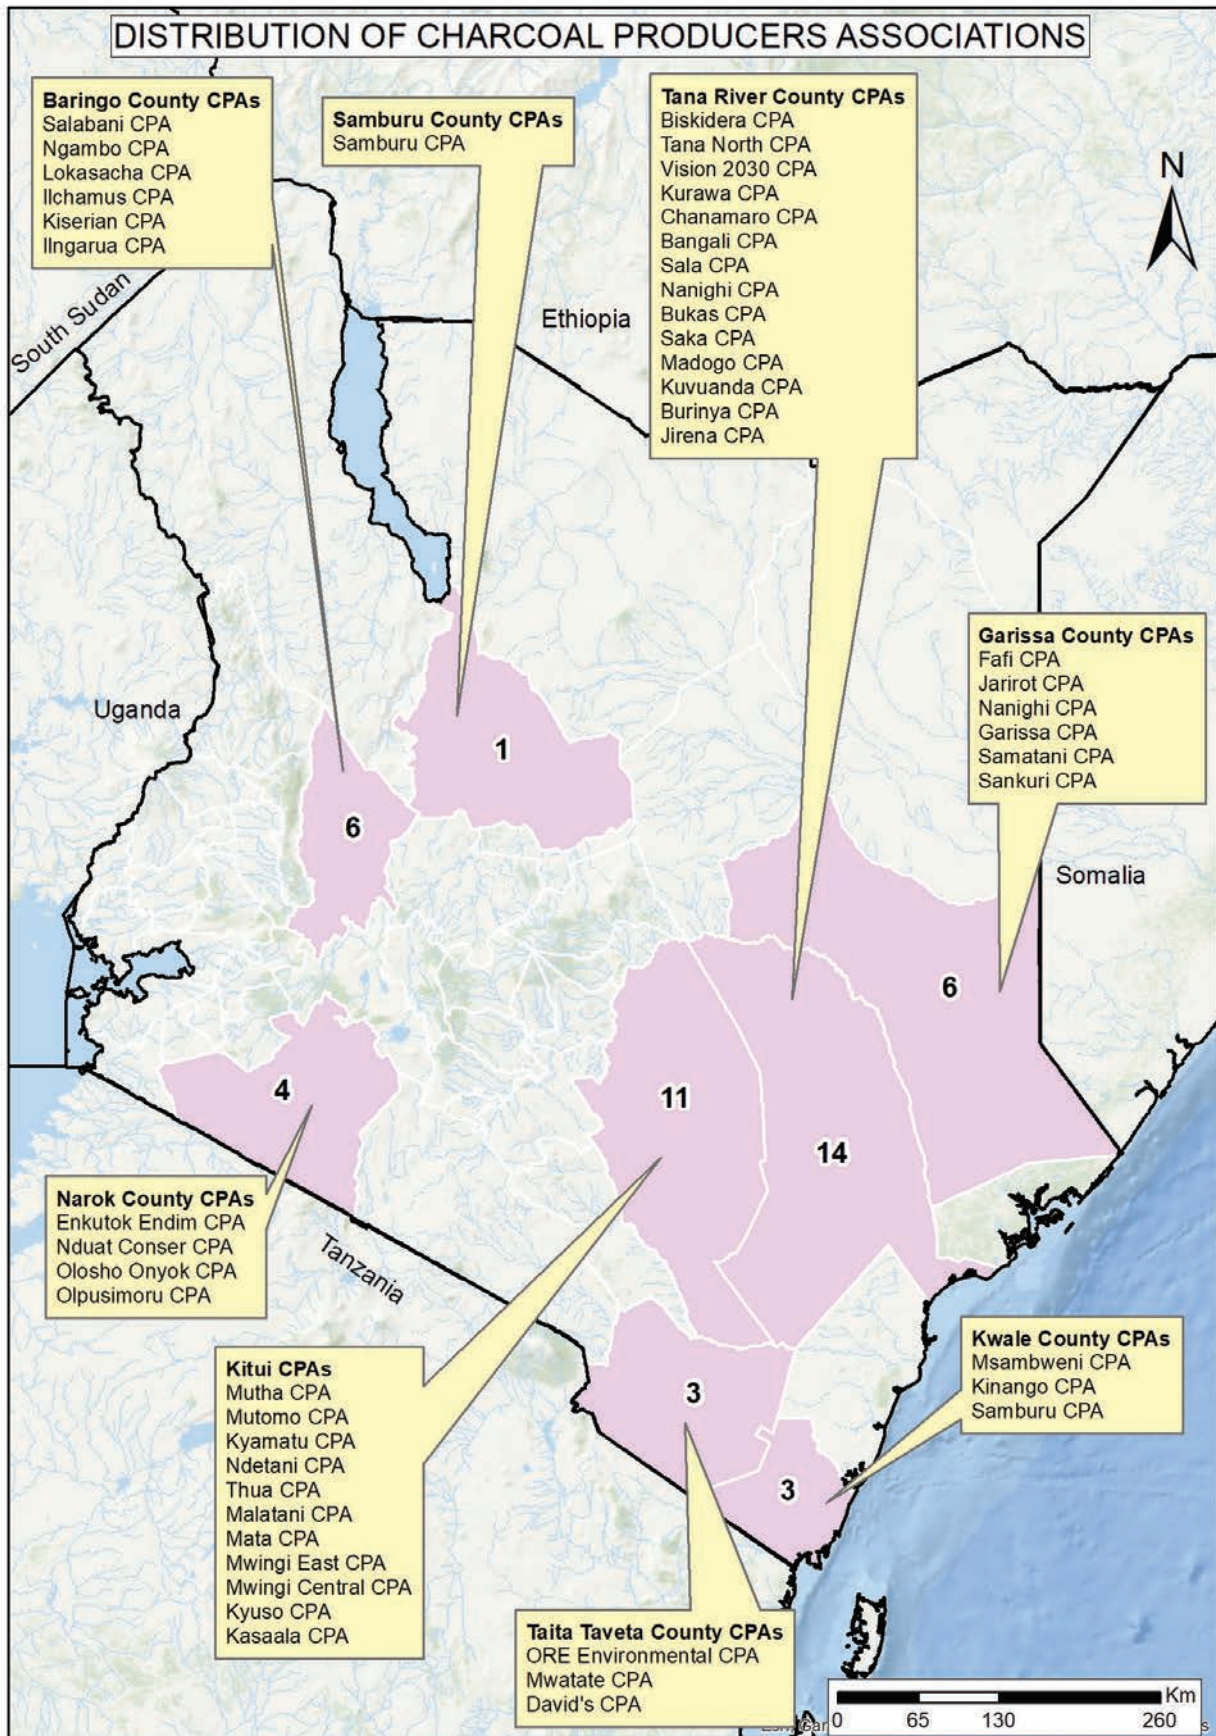 DISTRIBUTION OF CHARCOAL PRODUCERS ASSOCIATIONS
Baringo County CPAs
Salabani CPA
Ngambo CPA
Lokasacha CPA
Ilchamus CPA
Kiserian CPA
Ilngarua CPA
Samburu County CPAs
Samburu CPA
Tana River County CPAs
Biskidera CPA
Tana North CPA
Vision 2030 CPA
Kurawa CPA
Chanamaro CPA
Bangali CPA
Sala CPA
Nanighi CPA
Bukas CPA
Saka CPA
Madogo CPA
Kuvuanda CPA
Burinya CPA
Jirena CPA
N
South Sudan
Ethiopia
Garissa County CPAs
Fafi CPA
Jarirot CPA
Nanighi CPA
Garissa CPA
Samatani CPA
Sankuri CPA
Uganda
1
6
Somalia
6
4
11
14
Narok County CPAs
Enkutok Endim CPA
Nduat Conser CPA
Olosho Onyok CPA
Olpusimoru CPA
Tanzania
Kwale County CPAs
Msambweni CPA
Kinango CPA
Samburu CPA
Kitui CPAs
Mutha CPA
Mutomo CPA
Kyamatu CPA
Ndetani CPA
Thua CPA
Malatani CPA
Mata CPA
Mwingi East CPA
Mwingi Central CPA
Kyuso CPA
Kasaala CPA
3
3
Taita Taveta County CPAs
ORE Environmental CPA
Mwatate CPA
David's CPA
Km
0 65 130 260